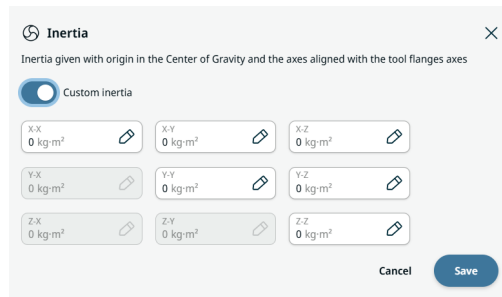 Inertia
Inertia given with origin in the Center of Gravity and the axes aligned with the tool flanges axes
Custom inertia
X-X X-Y X-Z
0 kg·m² 0 kg·m² 0 kg·m²
Y-X Y-Y Y-Z
0 kg·m² 0 kg·m² 0 kg·m²
Z-X Z-Y Z-Z
0 kg·m² 0 kg·m² 0 kg·m²
Cancel Save